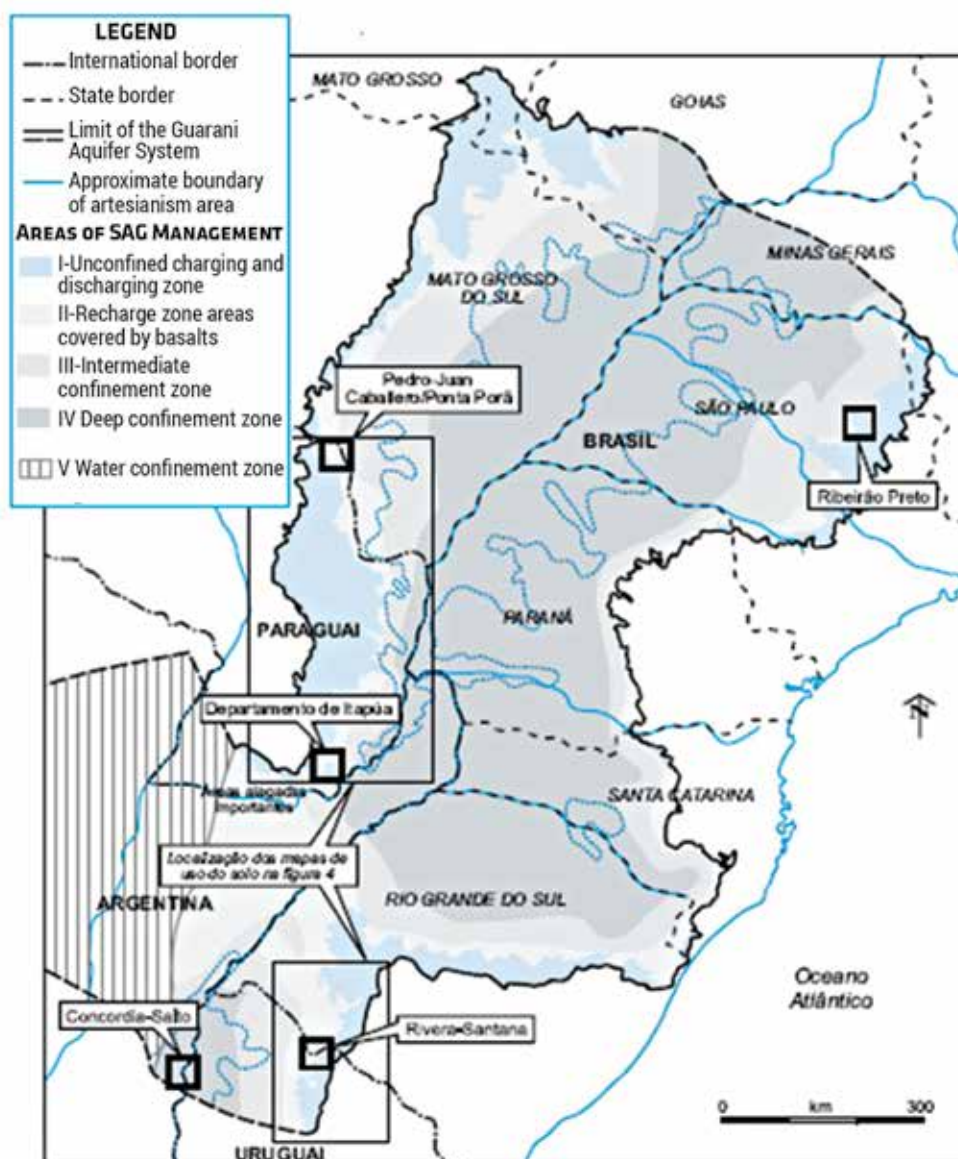 LEGEND
International border
State border
Limit of the Guarani
Aquifer System
Approximate boundary
of artesianism area
AREAS OF SAG MANAGEMENT
I-Unconfined charging and
discharging zone
II-Recharge zone areas
covered by basalts
III-Intermediate
confinement zone
IV Deep confinement zone
V Water confinement zone
MATO GROSSO
GOIAS
MINAS GERAIS
MATO GROSSO
DO SUL
Pedro-Juan
Caballero/Ponta Porã
SÃO PAULO
BRASIL
Ribeirão Preto
PARANÁ
PARAGUAI
Departamento de Itapúa
Áreas alagadas
Importantes
N
SANTA CATARINA
Localização dos mapas de
uso do solo na figura 4
RIO GRANDE DO SUL
ARGENTINA
Oceano
Atlântico
Concordia-Salto
Rivera-Santana
0 km 300
URUGUAI